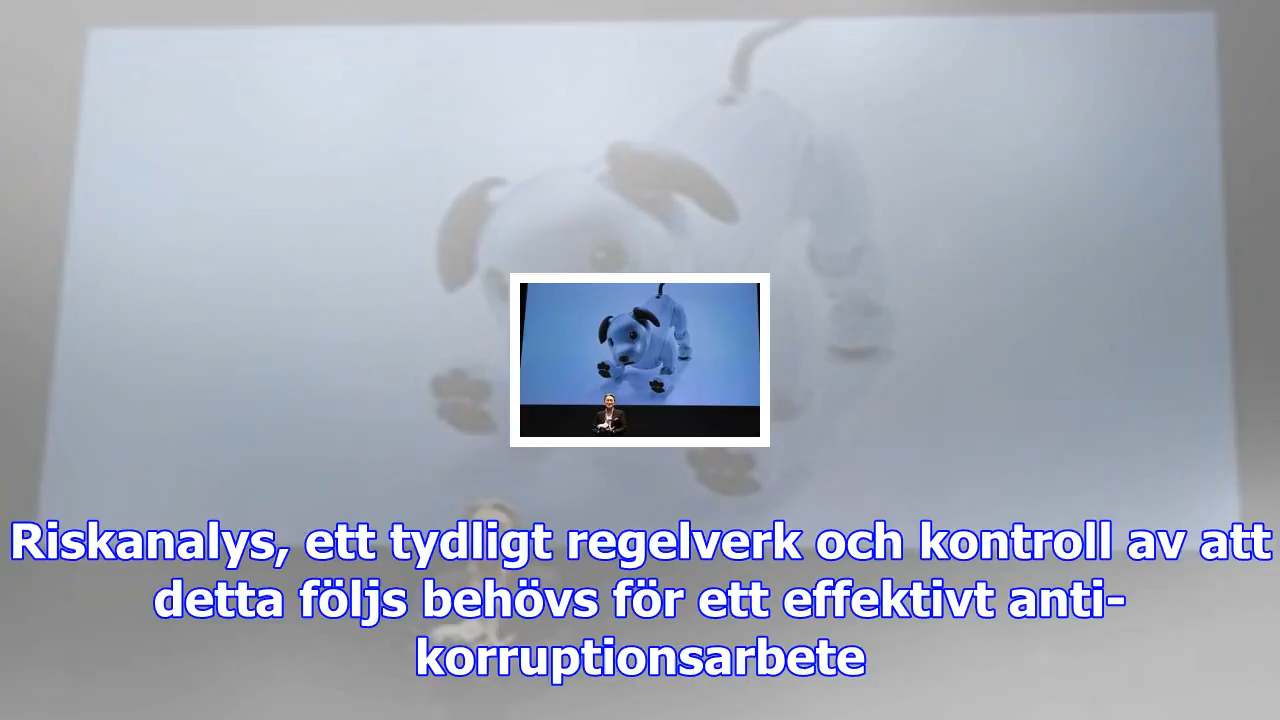 Riskanalys, ett tydligt regelverk och kontroll av att
detta följs behövs för ett effektivt anti-
korruptionsarbete